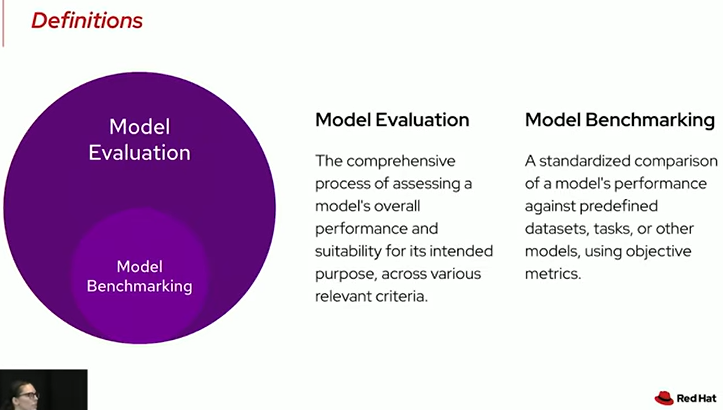 Definitions
Model
Evaluation
Model
Benchmarking
Model Evaluation
The comprehensive
process of assessing a
model's overall
performance and
suitability for its intended
purpose, across various
relevant criteria.
Model Benchmarking
A standardized comparison
of a model's performance
against predefined
datasets, tasks, or other
models, using objective
metrics.
Red Hat